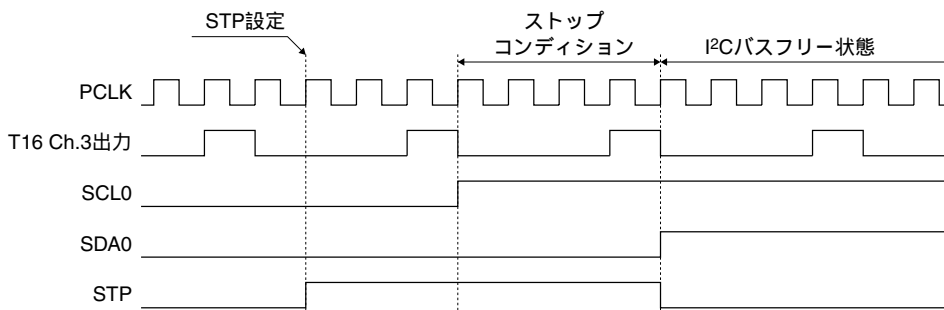 STP設定
ストップ
コンディション
I²Cバスフリー状態
PCLK
T16 Ch.3出力
SCL0
SDA0
STP